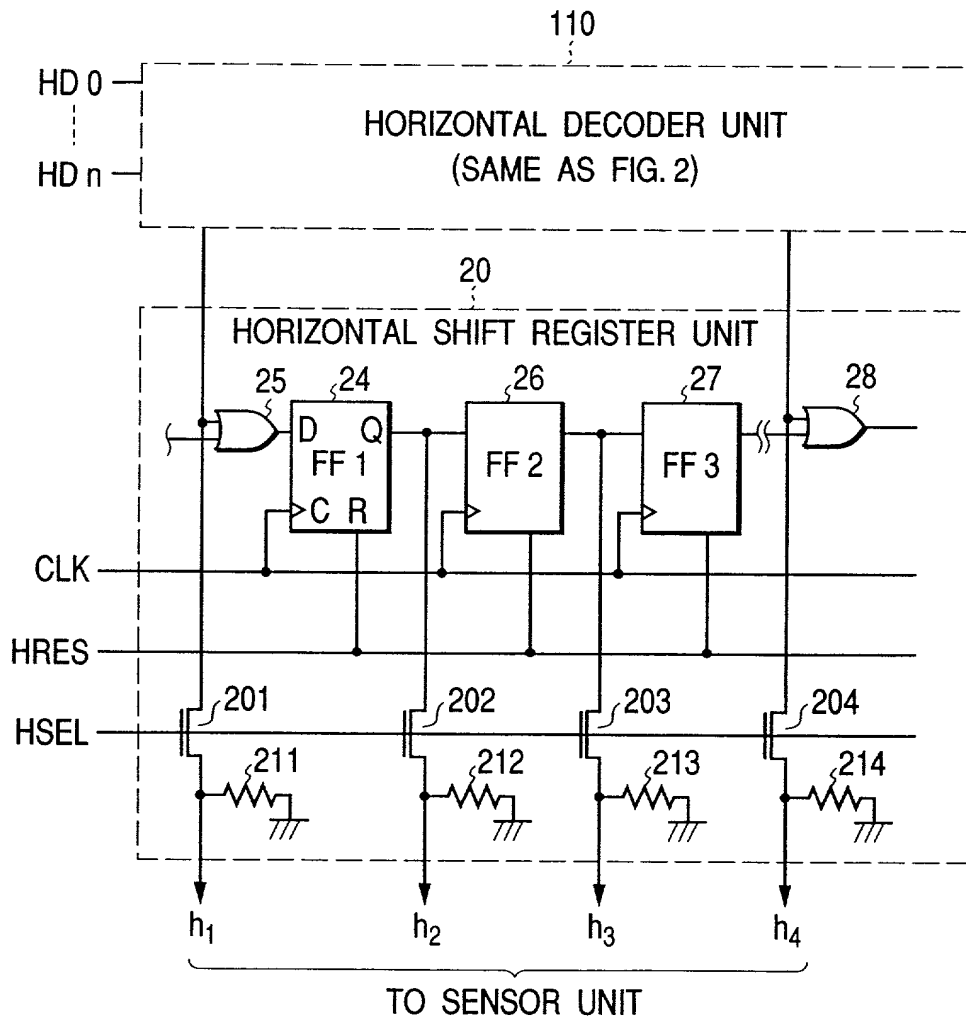 110
HD 0
HD n
HORIZONTAL DECODER UNIT
(SAME AS FIG. 2)
20
HORIZONTAL SHIFT REGISTER UNIT
25
24
26
27
28
D Q
FF 1
C R
FF 2
FF 3
CLK
HRES
HSEL
201
202
203
204
211
212
213
214
h1
h2
h3
h4
TO SENSOR UNIT